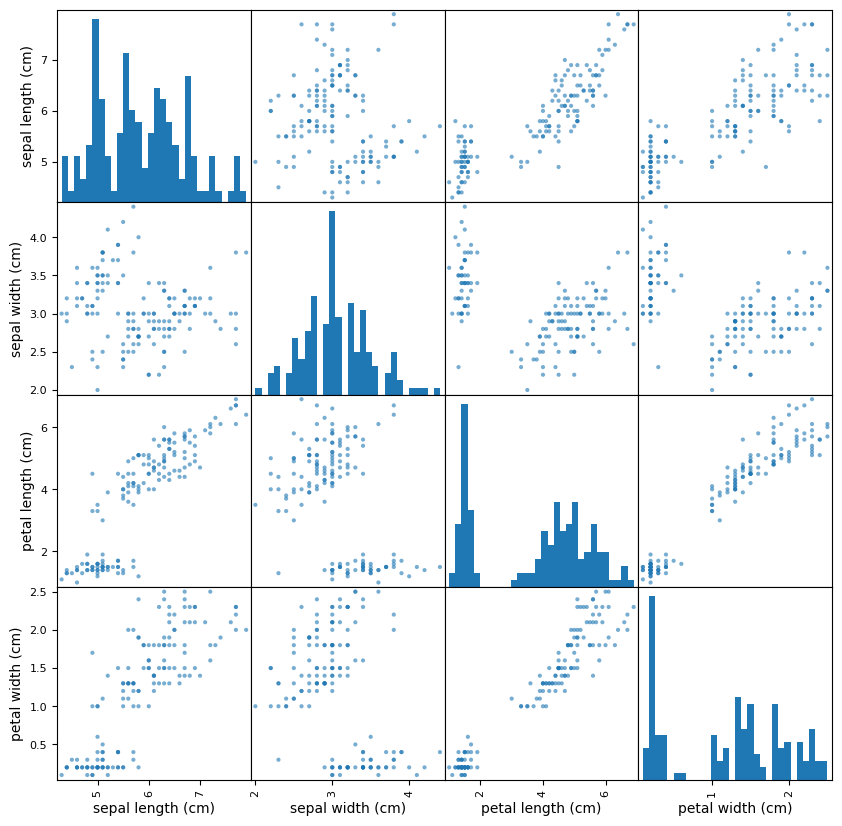 sepal length (cm)
7
6
5
sepal width (cm)
4.0
3.5
3.0
2.5
2.0
petal length (cm)
6
4
2
petal width (cm)
2.5
2.0
1.5
1.0
0.5
5 6 7 2 3 4 2 4 6 1 2
sepal length (cm) sepal width (cm) petal length (cm) petal width (cm)